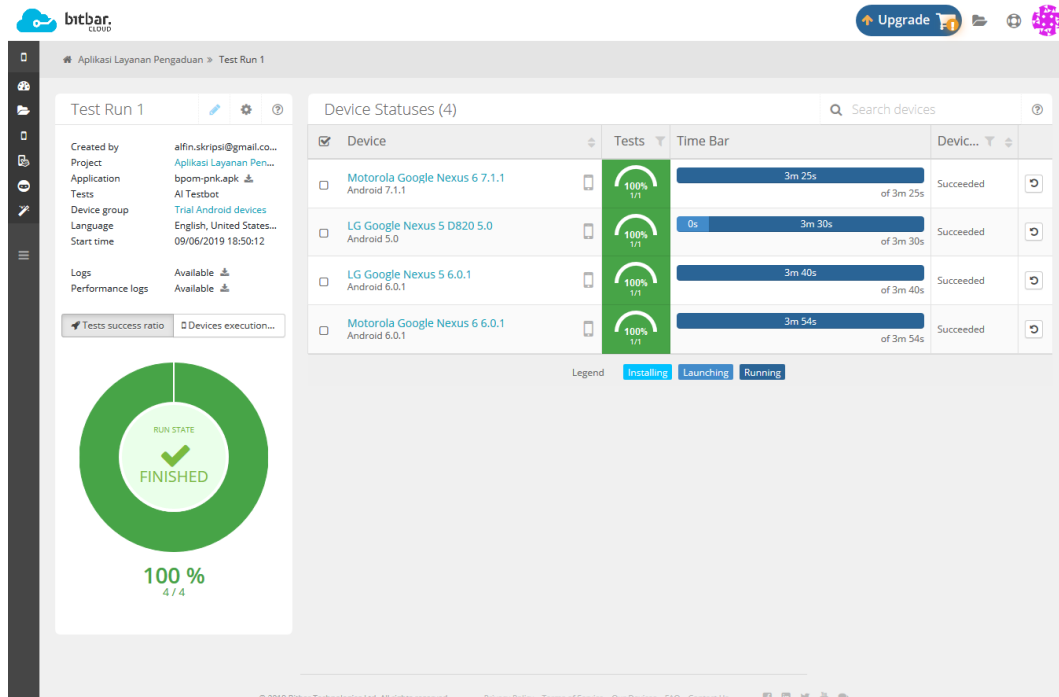 bitbar.
CLOUD
Upgrade
Aplikasi Layanan Pengaduan » Test Run 1
Test Run 1
Created by alfin.skripsi@gmail.co...
Project Aplikasi Layanan Pen...
Application bpom-pnk.apk
Tests AI Testbot
Device group Trial Android devices
Language English, United States...
Start time 09/06/2019 18:50:12
Logs Available
Performance logs Available
Tests success ratio Devices execution...
RUN STATE
FINISHED
100 %
4 / 4
Device Statuses (4) Search devices
Device Tests Time Bar Devic...
Motorola Google Nexus 6 7.1.1
Android 7.1.1
100%
1/1
3m 25s
of 3m 25s
Succeeded
LG Google Nexus 5 D820 5.0
Android 5.0
100%
1/1
0s 3m 30s
of 3m 30s
Succeeded
LG Google Nexus 5 6.0.1
Android 6.0.1
100%
1/1
3m 40s
of 3m 40s
Succeeded
Motorola Google Nexus 6 6.0.1
Android 6.0.1
100%
1/1
3m 54s
of 3m 54s
Succeeded
Legend Installing Launching Running